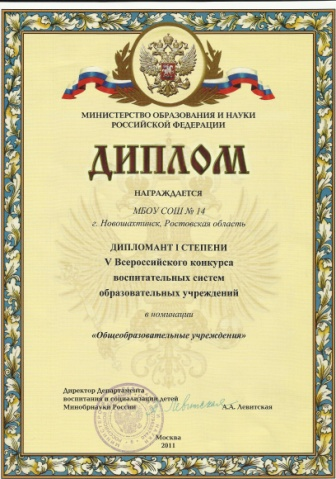 МИНИСТЕРСТВО ОБРАЗОВАНИЯ И НАУКИ
РОССИЙСКОЙ ФЕДЕРАЦИИ
ДИПЛОМ
НАГРАЖДАЕТСЯ
МБОУ СОШ № 14
г. Новошахтинск, Ростовская область
ДИПЛОМАНТ I СТЕПЕНИ
V Всероссийского конкурса
воспитательных систем
образовательных учреждений
в номинации
«Общеобразовательные учреждения»
Директор Департамента
воспитания и социализации детей
Минобрнауки России
А.А. Левитская
Москва
2011